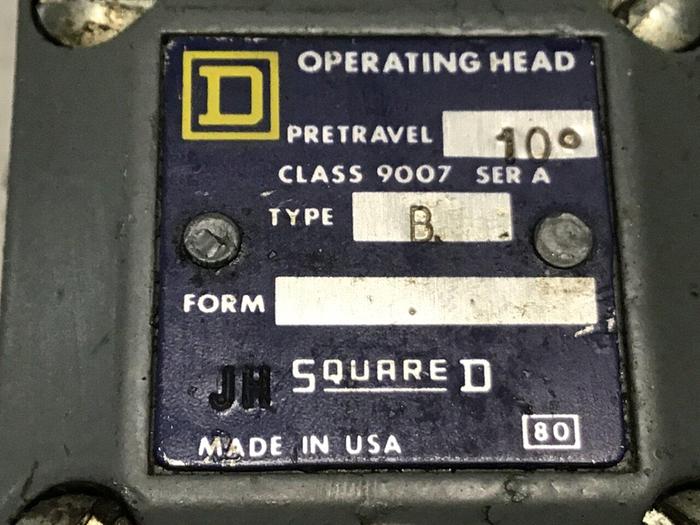 D OPERATING HEAD
PRETRAVEL 10°
CLASS 9007 SER A
TYPE B
FORM
JH SQUARE D
MADE IN USA 80